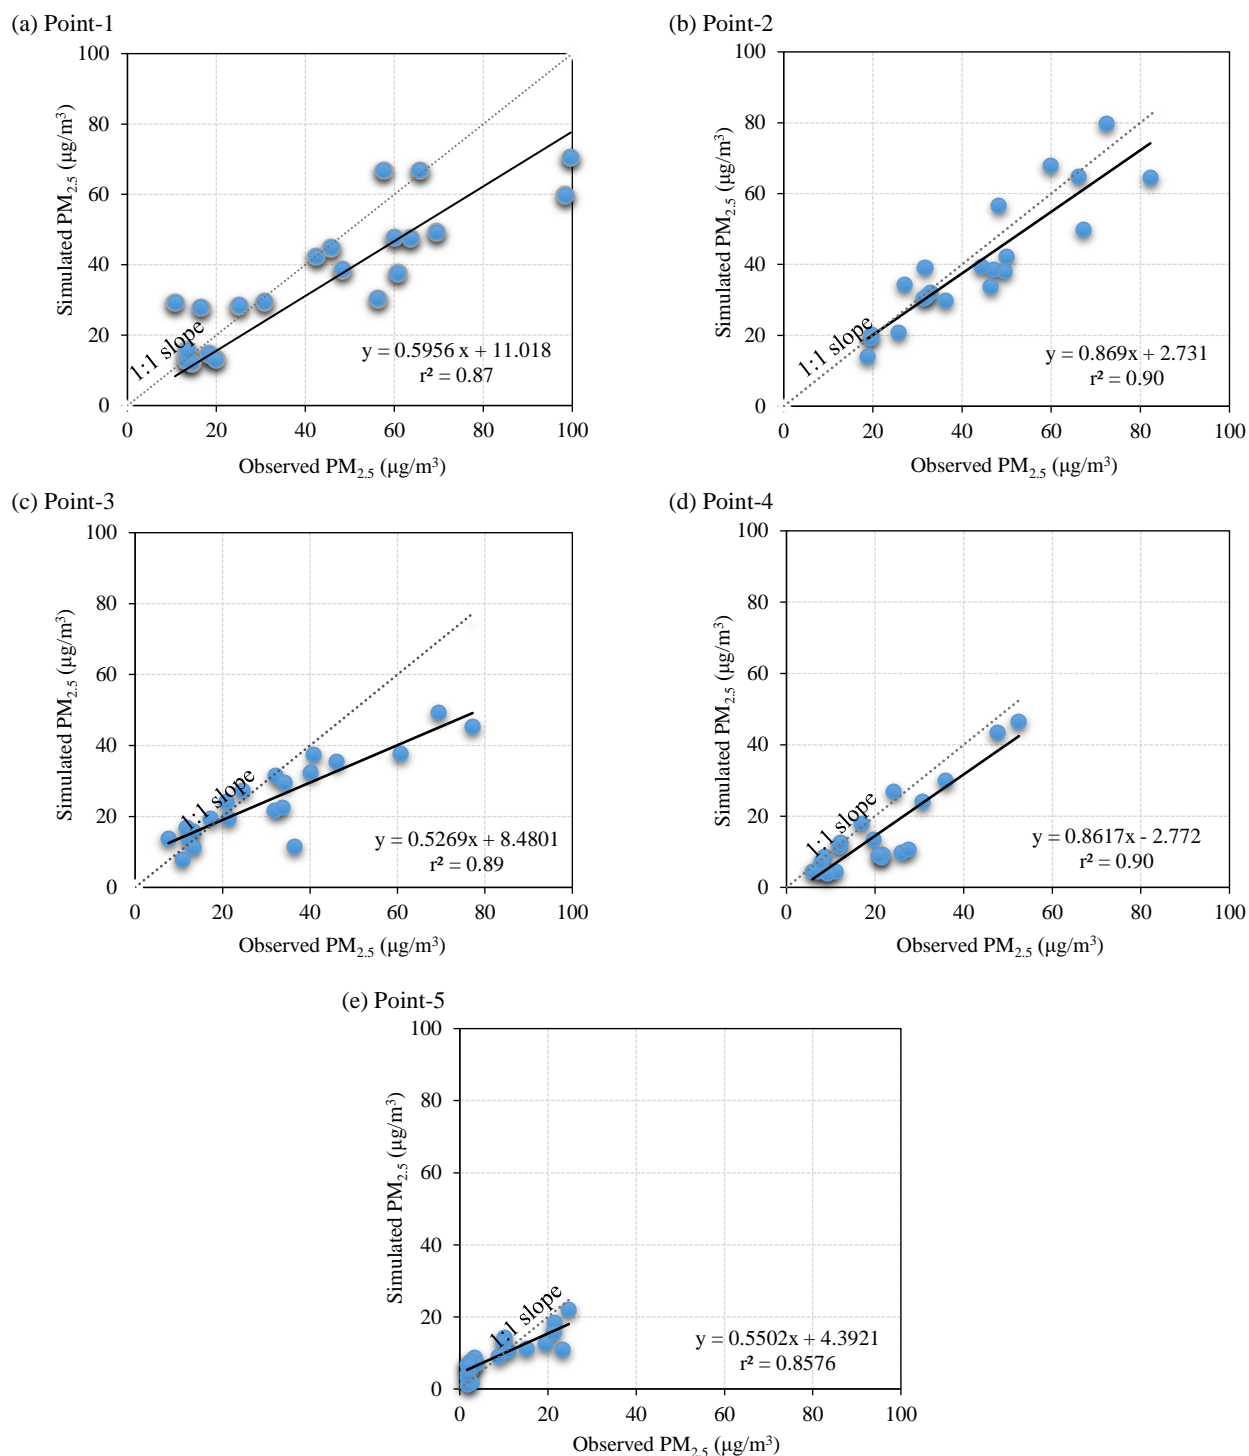 (a) Point-1
100
80
60
40
20
0
Simulated PM2.5 (μg/m³)
1:1 slope
y = 0.5956 x + 11.018
r² = 0.87
0 20 40 60 80 100
Observed PM2.5 (μg/m³)
(b) Point-2
100
80
60
40
20
0
Simulated PM2.5 (μg/m³)
1:1 slope
y = 0.869x + 2.731
r² = 0.90
0 20 40 60 80 100
Observed PM2.5 (μg/m³)
(c) Point-3
100
80
60
40
20
0
Simulated PM2.5 (μg/m³)
1:1 slope
y = 0.5269x + 8.4801
r² = 0.89
0 20 40 60 80 100
Observed PM2.5 (μg/m³)
(d) Point-4
100
80
60
40
20
0
Simulated PM2.5 (μg/m³)
1:1 slope
y = 0.8617x - 2.772
r² = 0.90
0 20 40 60 80 100
Observed PM2.5 (μg/m³)
(e) Point-5
100
80
60
40
20
0
Simulated PM2.5 (μg/m³)
1:1 slope
y = 0.5502x + 4.3921
r² = 0.8576
0 20 40 60 80 100
Observed PM2.5 (μg/m³)